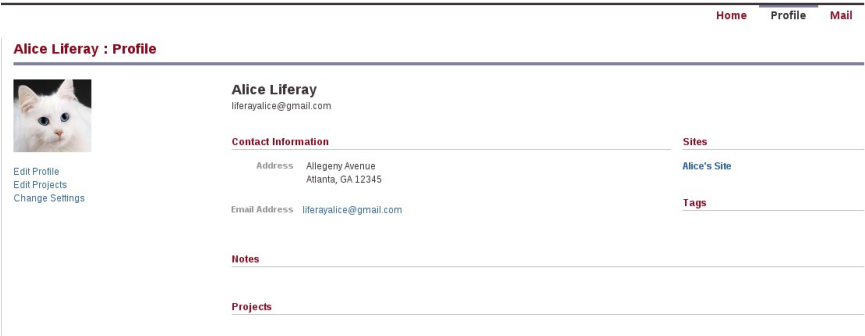 Home Profile Mail
Alice Liferay : Profile
Alice Liferay
liferayalice@gmail.com
Edit Profile
Edit Projects
Change Settings
Contact Information
Address Allegeny Avenue
Atlanta, GA 12345
Email Address liferayalice@gmail.com
Sites
Alice's Site
Tags
Notes
Projects